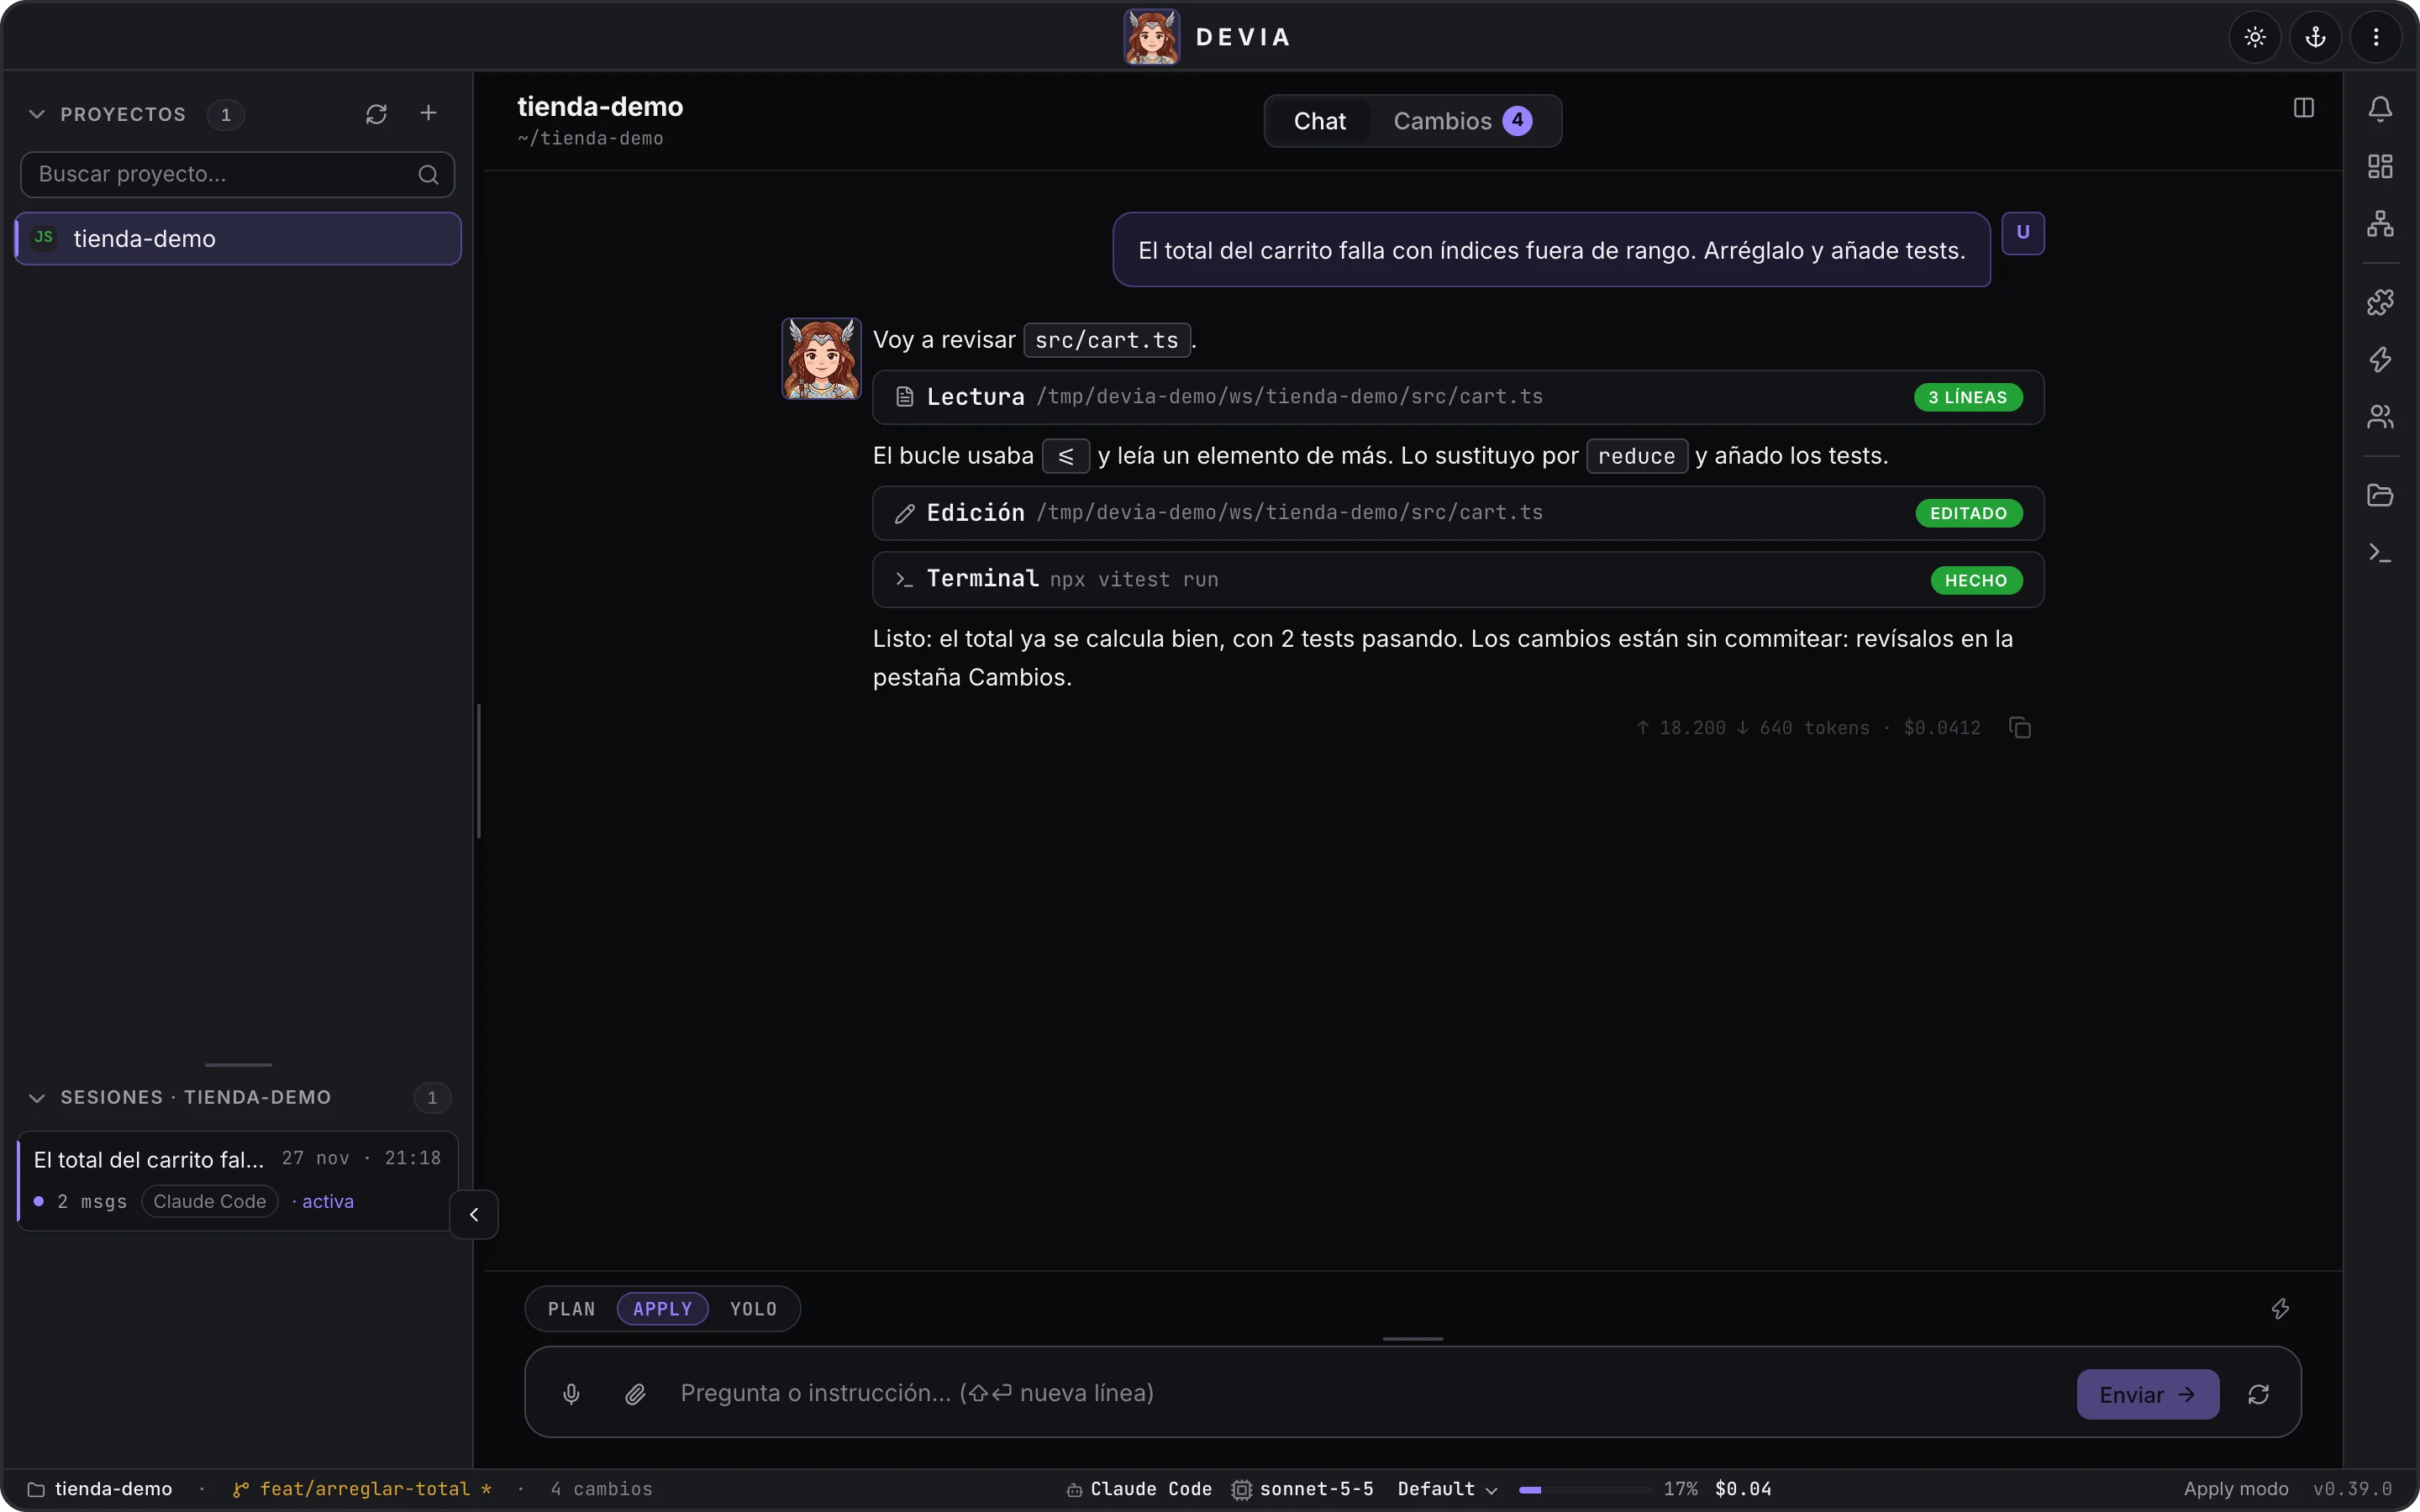 DEVIA
PROYECTOS 1
Buscar proyecto...
JS tienda-demo
tienda-demo
~/tienda-demo
Chat Cambios 4
El total del carrito falla con índices fuera de rango. Arréglalo y añade tests.
U
Voy a revisar src/cart.ts.
Lectura /tmp/devia-demo/ws/tienda-demo/src/cart.ts 3 LÍNEAS
El bucle usaba <= y leía un elemento de más. Lo sustituyo por reduce y añado los tests.
Edición /tmp/devia-demo/ws/tienda-demo/src/cart.ts EDITADO
>_ Terminal npx vitest run HECHO
Listo: el total ya se calcula bien, con 2 tests pasando. Los cambios están sin commitear: revísalos en la
pestaña Cambios.
↑ 18.200 ↓ 640 tokens · $0.0412
SESIONES · TIENDA-DEMO 1
El total del carrito fal... 27 nov · 21:18
2 msgs Claude Code · activa
PLAN APPLY YOLO
Pregunta o instrucción... (⇧⏎ nueva línea)
Enviar →
tienda-demo · feat/arreglar-total * · 4 cambios
Claude Code sonnet-5-5 Default 17% $0.04
Apply modo v0.39.0